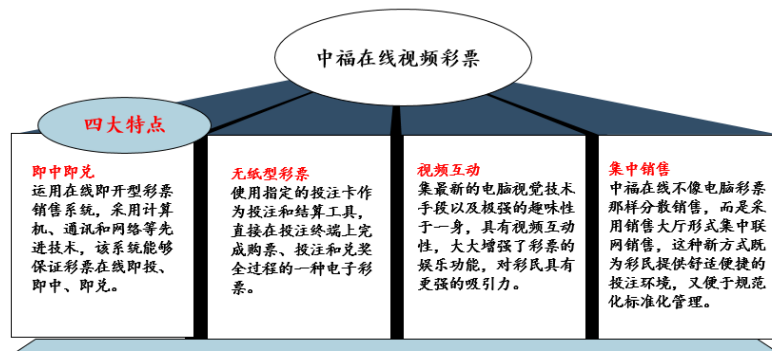 中福在线视频彩票
四大特点
即中即兑
运用在线即开型彩票
销售系统，采用计算
机、通讯和网络等先
进技术，该系统能够
保证彩票在线即投、
即中、即兑。
无纸型彩票
使用指定的投注卡作
为投注和结算工具，
直接在投注终端上完
成购票、投注和兑奖
全过程的一种电子彩
票。
视频互动
集最新的电脑视觉技术
手段以及极强的趣味性
于一身，具有视频互动
性，大大增强了彩票的
娱乐功能，对彩民具有
更强的吸引力。
集中销售
中福在线不像电脑彩票
那样分散销售，而是采
用销售大厅形式集中联
网销售，这种新方式既
为彩民提供舒适便捷的
投注环境，又便于规范
化标准化管理。